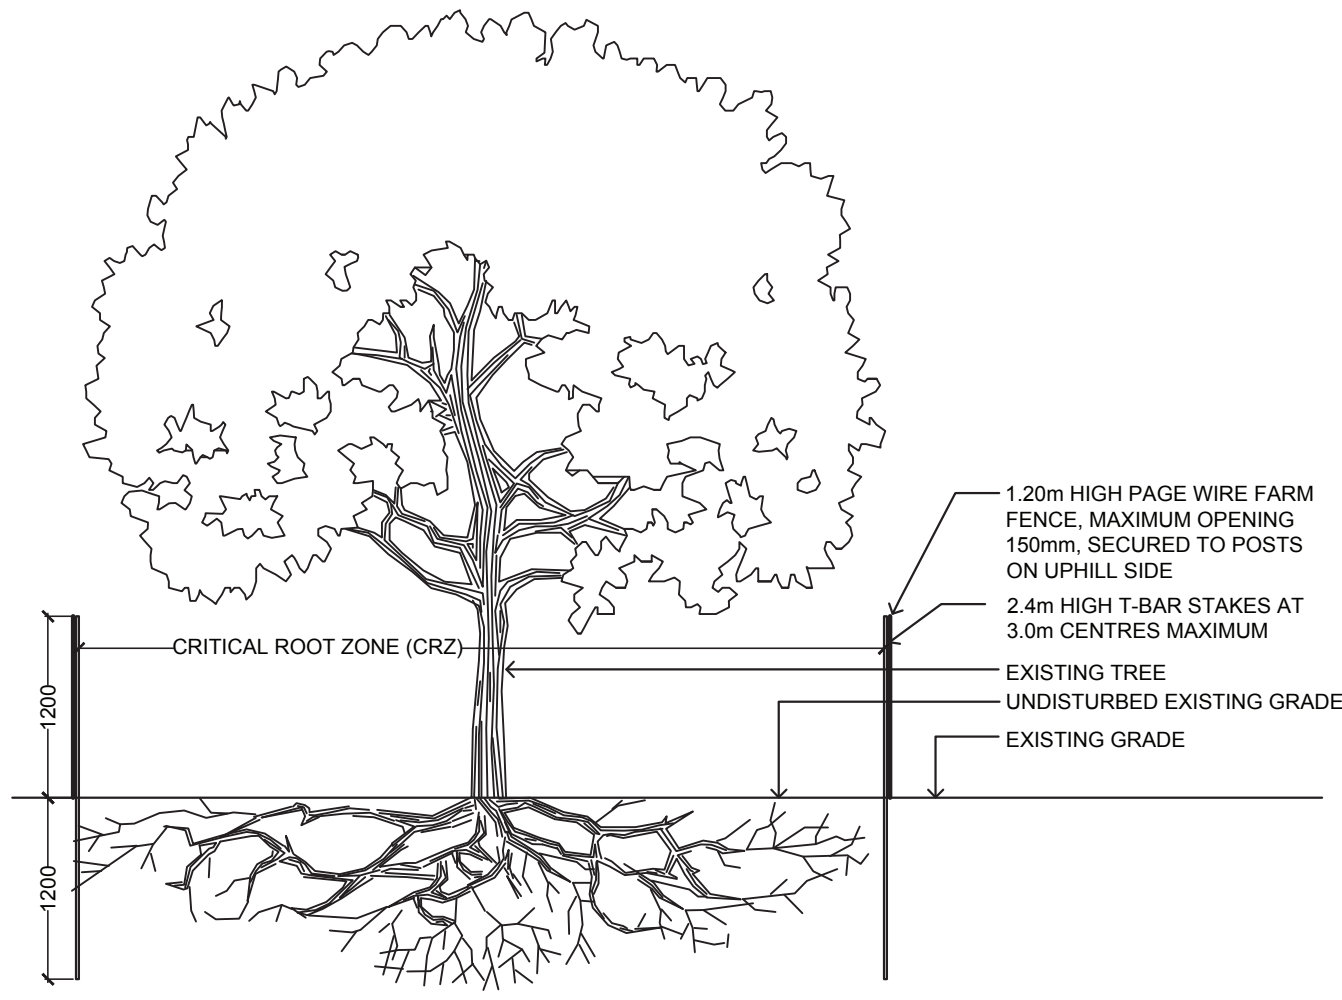 1.20m HIGH PAGE WIRE FARM
FENCE, MAXIMUM OPENING
150mm, SECURED TO POSTS
ON UPHILL SIDE
2.4m HIGH T-BAR STAKES AT
3.0m CENTRES MAXIMUM
CRITICAL ROOT ZONE (CRZ)
EXISTING TREE
UNDISTURBED EXISTING GRADE
1200
EXISTING GRADE
1200